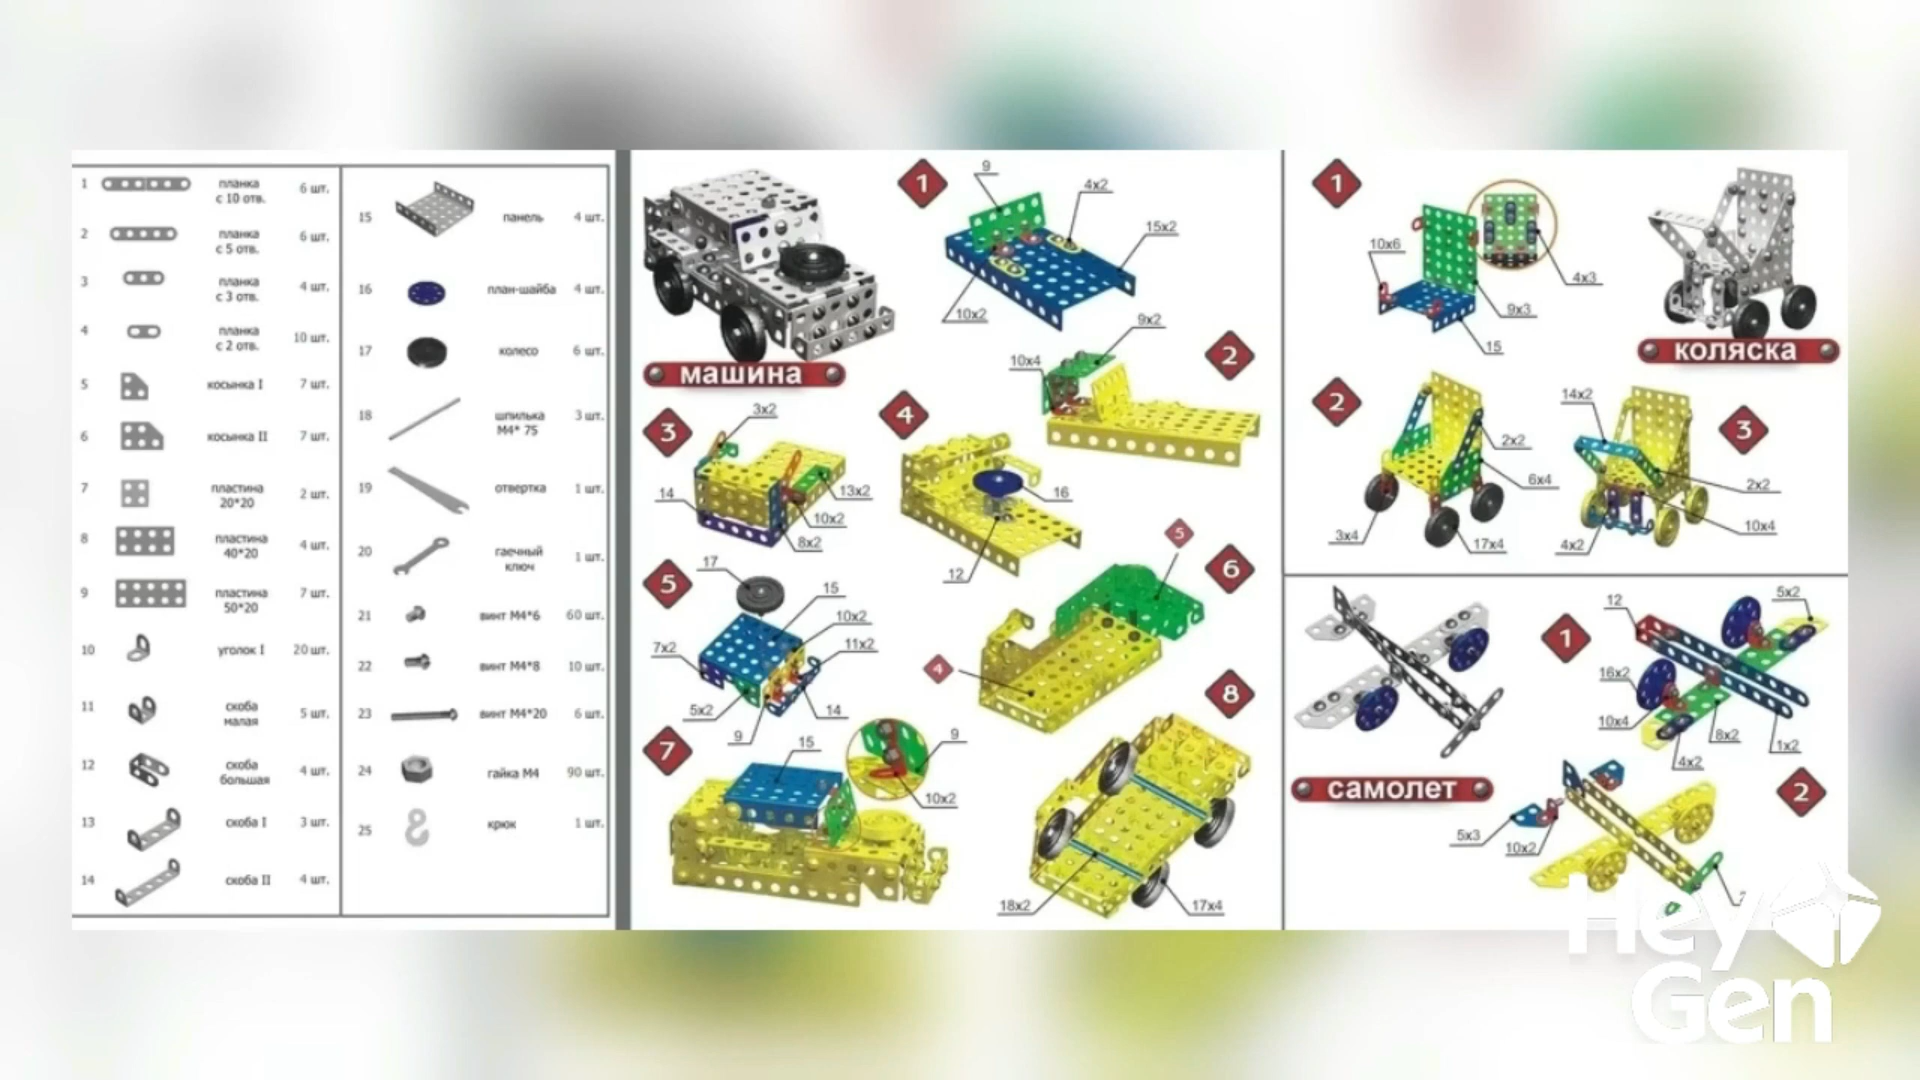 1 планка 6 шт.
с 10 отв.
2 планка 6 шт.
с 5 отв.
3 планка 4 шт.
с 3 отв.
4 планка 10 шт.
с 2 отв.
5 косынка I 7 шт.
6 косынка II 7 шт.
7 пластина 2 шт.
20*20
8 пластина 4 шт.
40*20
9 пластина 7 шт.
50*20
10 уголок I 20 шт.
11 скоба 5 шт.
малая
12 скоба 4 шт.
большая
13 скоба I 3 шт.
14 скоба II 4 шт.
15 панель 4 шт.
16 план-шайба 4 шт.
17 колесо 6 шт.
18 шпилька 3 шт.
М4* 75
19 отвертка 1 шт.
20 гаечный 1 шт.
ключ
21 винт М4*6 60 шт.
22 винт М4*8 10 шт.
23 винт М4*20 6 шт.
24 гайка М4 90 шт.
25 крюк 1 шт.
машина
1
9
4x2
15x2
10x2
2
9x2
10x4
3
3x2
14
13x2
10x2
8x2
4
16
12
5
17
15
10x2
11x2
7x2
5x2
9
14
6
5
4
7
15
9
10x2
8
18x2
17x4
коляска
1
10x6
4x3
9x3
15
2
2x2
6x4
3x4
17x4
3
14x2
2x2
10x4
4x2
самолет
1
12
5x2
16x2
10x4
8x2
1x2
4x2
2
5x3
10x2
Hey
Gen